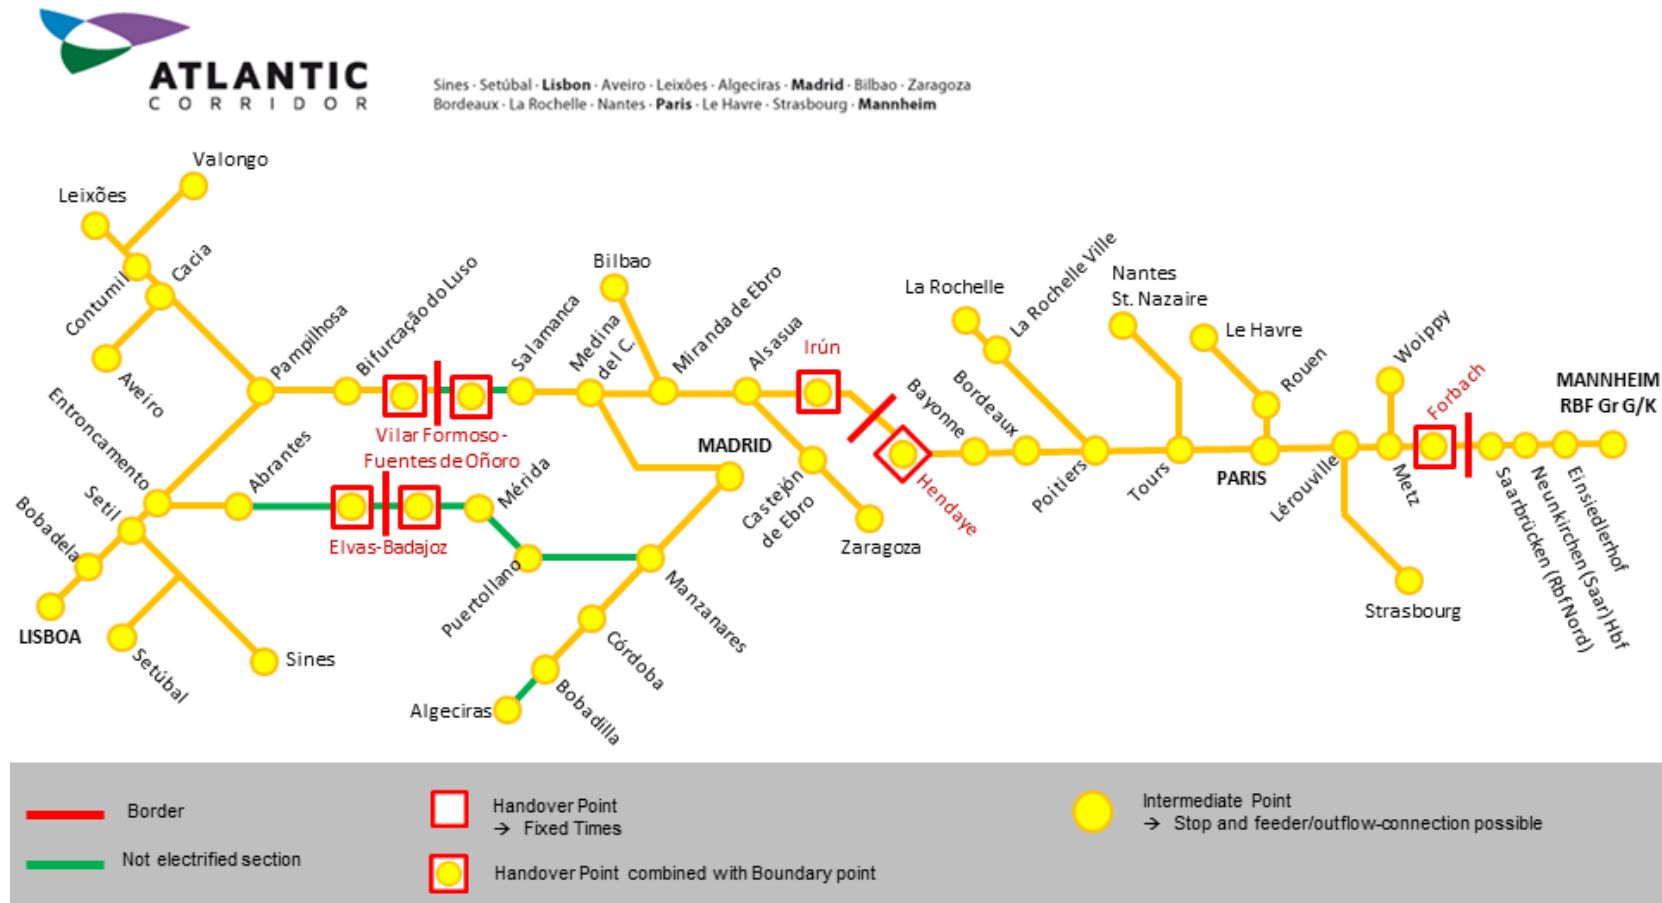 ATLANTIC
CORRIDOR
Sines · Setúbal · Lisbon · Aveiro · Leixões · Algeciras · Madrid · Bilbao · Zaragoza
Bordeaux · La Rochelle · Nantes · Paris · Le Havre · Strasbourg · Mannheim
Valongo
Leixões
Contumil
Cacia
Aveiro
Pampilhosa
Bifurcação do Luso
Vilar Formoso-
Fuentes de Oñoro
Salamanca
Medina
del C.
Bilbao
Miranda de Ebro
Alsasua
Irún
Hendaye
Bayonne
Bordeaux
La Rochelle
La Rochelle Ville
Poitiers
Nantes
St. Nazaire
Tours
Le Havre
Rouen
PARIS
Lérouville
Woippy
Metz
Forbach
Strasbourg
MANNHEIM
RBF Gr G/K
Saarbrücken (Rbf Nord)
Neunkirchen (Saar) Hbf
Einsiedlerhof
Entroncamento
Abrantes
Setil
Bobadela
LISBOA
Setúbal
Sines
Elvas-Badajoz
Mérida
Puertollano
MADRID
Manzanares
Córdoba
Bobadilla
Algeciras
Castejón
de Ebro
Zaragoza
Border
Not electrified section
Handover Point
→ Fixed Times
Handover Point combined with Boundary point
Intermediate Point
→ Stop and feeder/outflow-connection possible